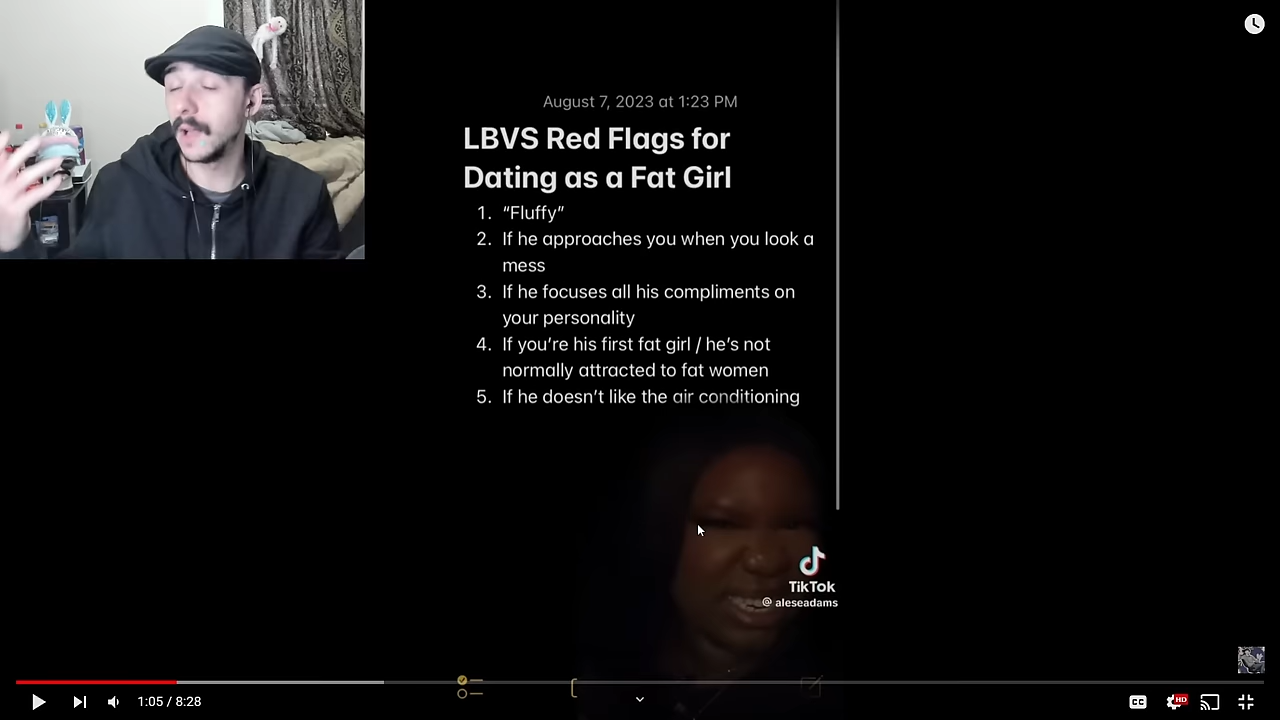 August 7, 2023 at 1:23 PM
LBVS Red Flags for
Dating as a Fat Girl
1. “Fluffy”
2. If he approaches you when you look a
mess
3. If he focuses all his compliments on
your personality
4. If you’re his first fat girl / he’s not
normally attracted to fat women
5. If he doesn’t like the air conditioning
TikTok
@ aleseadams
1:05 / 8:28
CC
HD